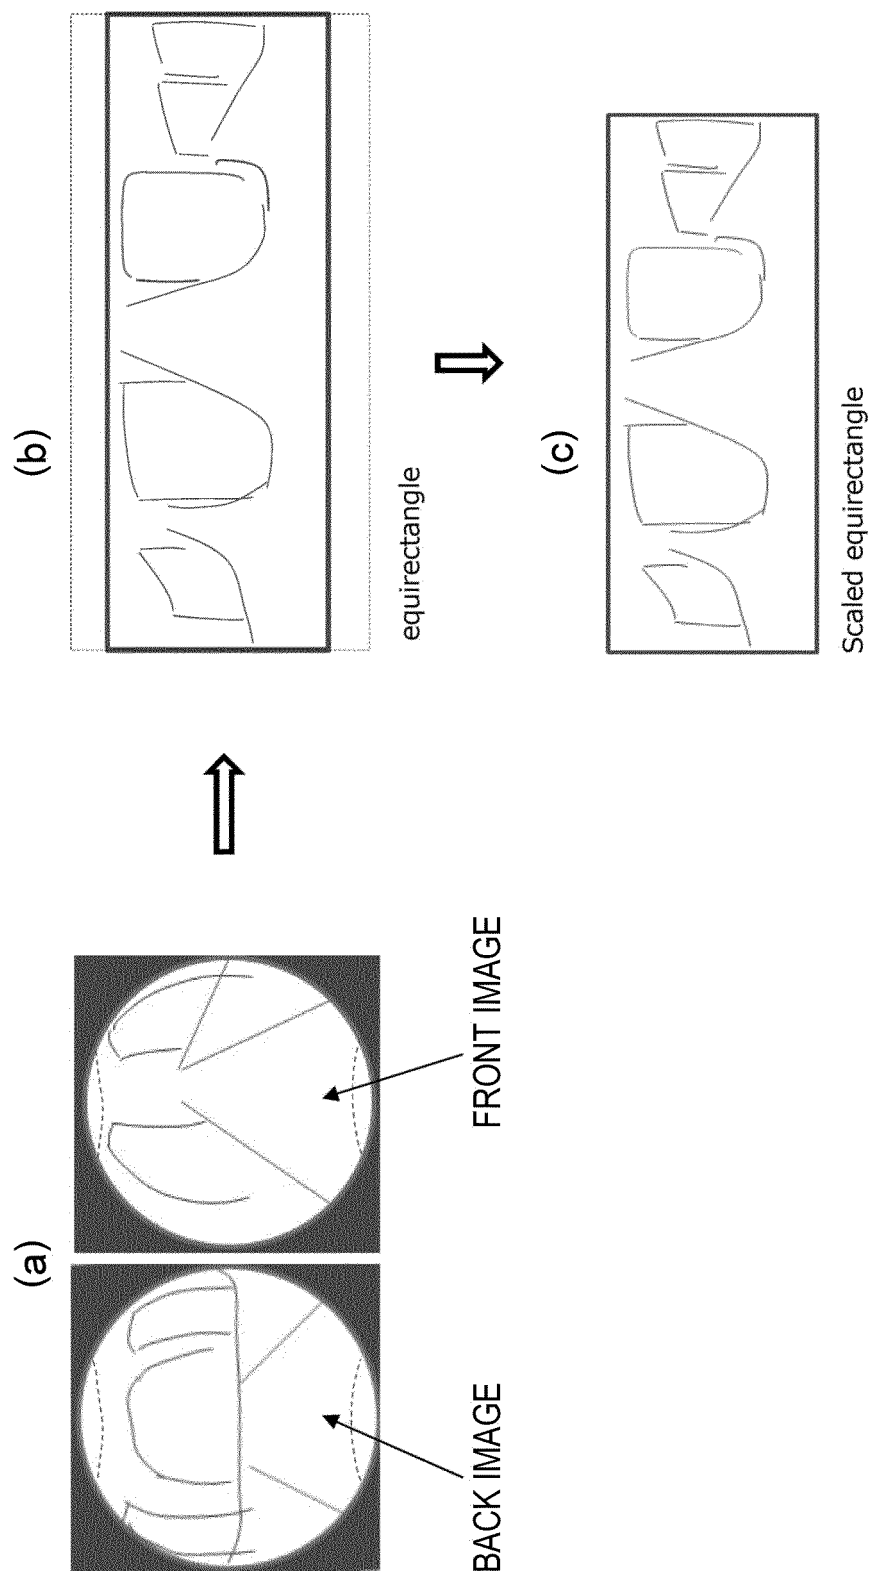 (a)
BACK IMAGE
FRONT IMAGE
(b)
equirectangle
(c)
Scaled equirectangle